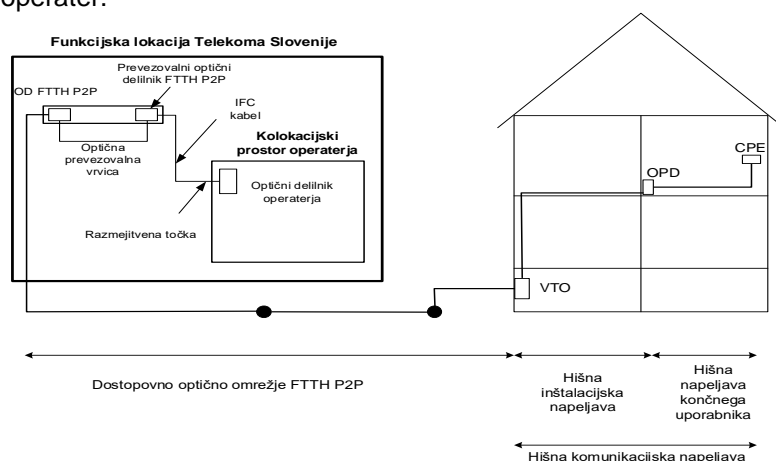 operater.
Funkcijska lokacija Telekoma Slovenije
Prevezovalni optični
delilnik FTTH P2P
OD FTTH P2P
IFC
kabel
Optična
prevezovalna
vrvica
Kolokacijski
prostor operaterja
Optični delilnik
operaterja
Razmejitvena točka
CPE
OPD
VTO
Dostopovno optično omrežje FTTH P2P
Hišna
inštalacijska
napeljava
Hišna
napeljava
končnega
uporabnika
Hišna komunikacijska napeljava